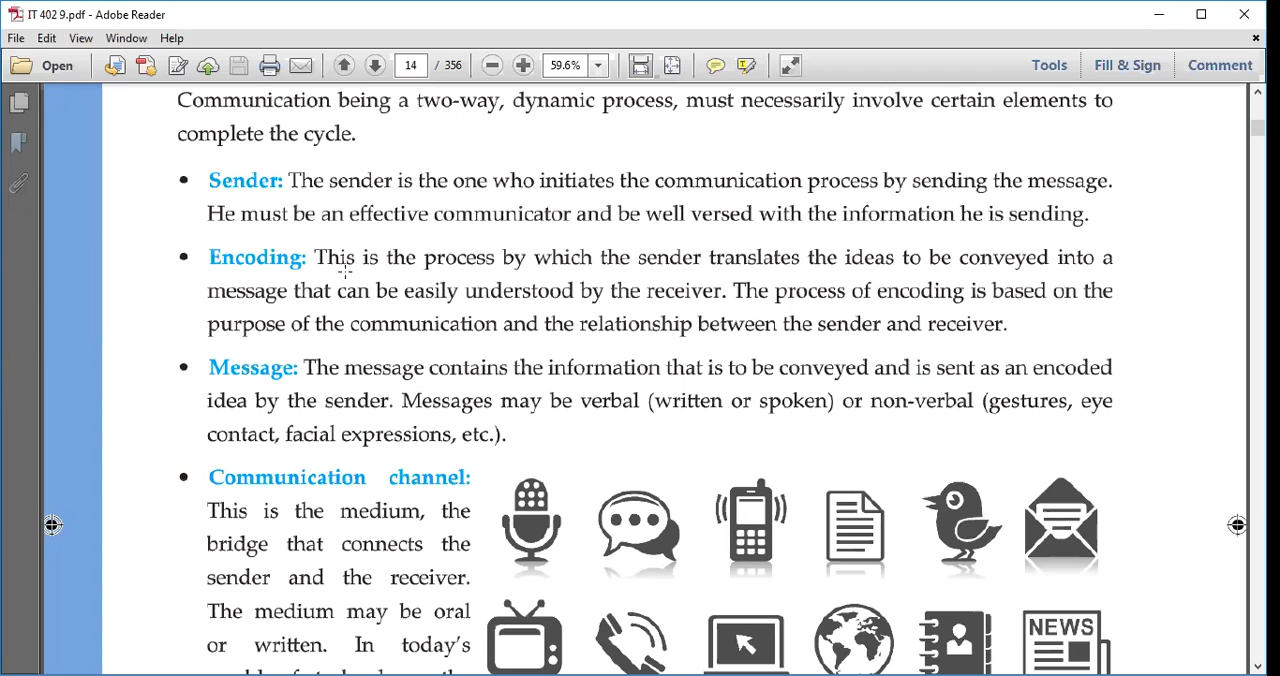 IT 402 9.pdf - Adobe Reader
File Edit View Window Help
Open 14 / 356 59.6% Tools Fill & Sign Comment
Communication being a two-way, dynamic process, must necessarily involve certain elements to
complete the cycle.
• Sender: The sender is the one who initiates the communication process by sending the message.
He must be an effective communicator and be well versed with the information he is sending.
• Encoding: This is the process by which the sender translates the ideas to be conveyed into a
message that can be easily understood by the receiver. The process of encoding is based on the
purpose of the communication and the relationship between the sender and receiver.
• Message: The message contains the information that is to be conveyed and is sent as an encoded
idea by the sender. Messages may be verbal (written or spoken) or non-verbal (gestures, eye
contact, facial expressions, etc.).
• Communication channel:
This is the medium, the
bridge that connects the
sender and the receiver.
The medium may be oral
or written. In today's
NEWS